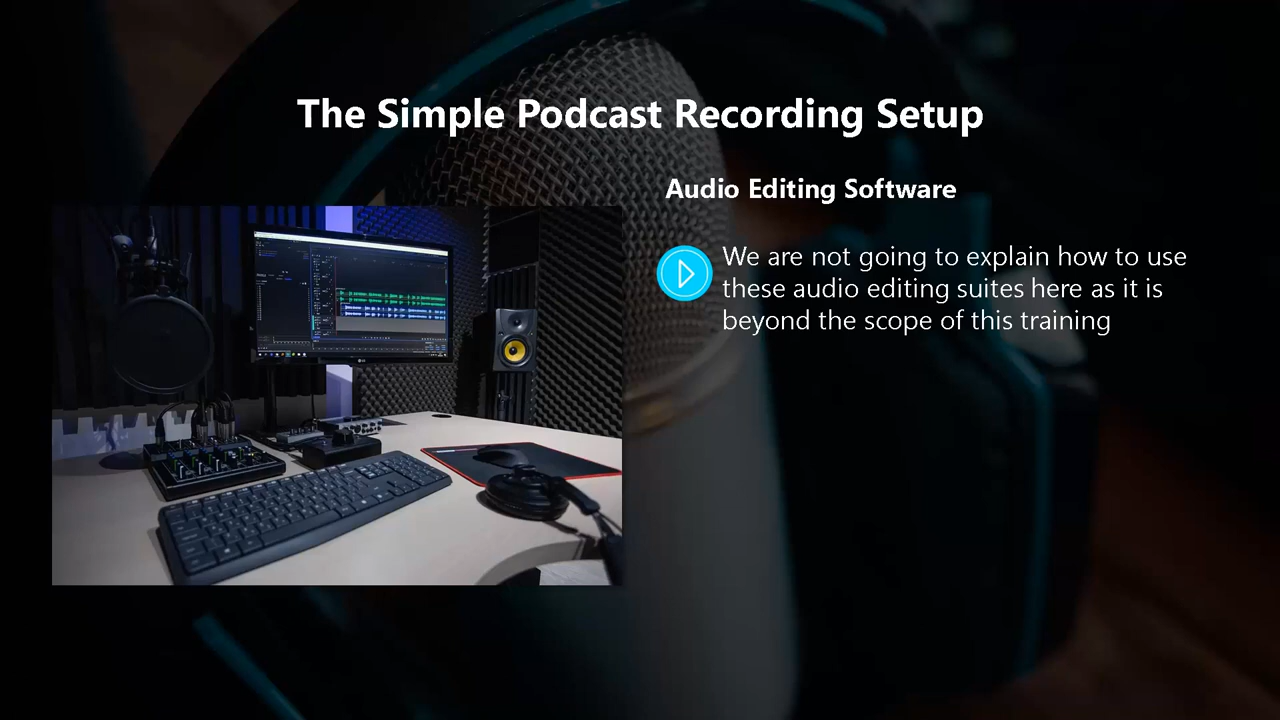 The Simple Podcast Recording Setup
Audio Editing Software
We are not going to explain how to use
these audio editing suites here as it is
beyond the scope of this training